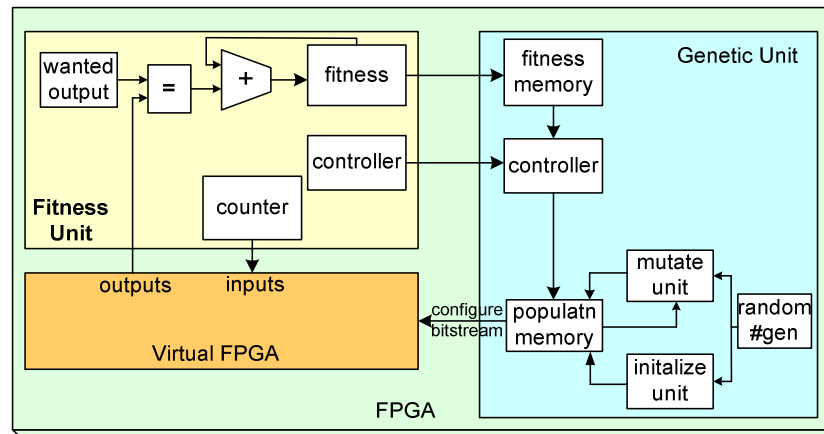 wanted
output
=
+
fitness
controller
counter
Fitness
Unit
outputs
inputs
Virtual FPGA
Genetic Unit
fitness
memory
controller
mutate
unit
configure
bitstream
populatn
memory
random
#gen
initalize
unit
FPGA